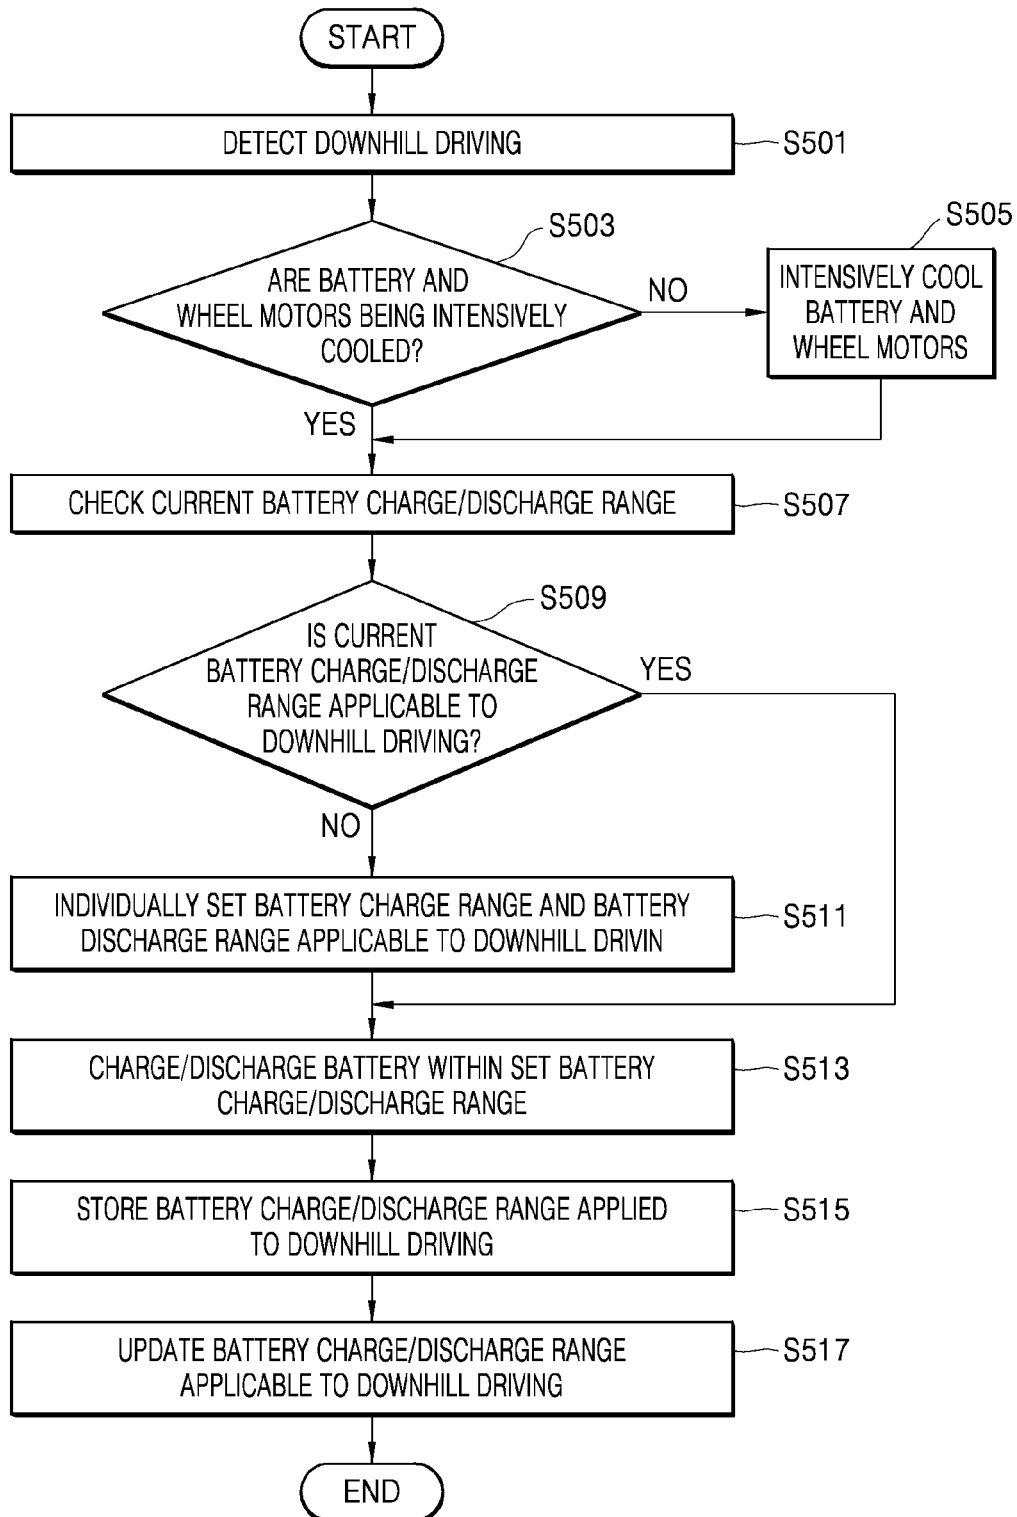 START
DETECT DOWNHILL DRIVING
S501
S503
ARE BATTERY AND
WHEEL MOTORS BEING INTENSIVELY
COOLED?
NO
S505
INTENSIVELY COOL
BATTERY AND
WHEEL MOTORS
YES
CHECK CURRENT BATTERY CHARGE/DISCHARGE RANGE
S507
S509
IS CURRENT
BATTERY CHARGE/DISCHARGE
RANGE APPLICABLE TO
DOWNHILL DRIVING?
YES
NO
INDIVIDUALLY SET BATTERY CHARGE RANGE AND BATTERY
DISCHARGE RANGE APPLICABLE TO DOWNHILL DRIVIN
S511
CHARGE/DISCHARGE BATTERY WITHIN SET BATTERY
CHARGE/DISCHARGE RANGE
S513
STORE BATTERY CHARGE/DISCHARGE RANGE APPLIED
TO DOWNHILL DRIVING
S515
UPDATE BATTERY CHARGE/DISCHARGE RANGE
APPLICABLE TO DOWNHILL DRIVING
S517
END